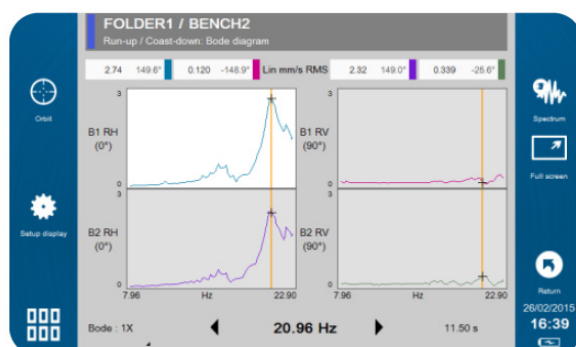 FOLDER1 / BENCH2
Run-up / Coast-down: Bode diagram
2.74 149.6° 0.120 -148.9° Lin mm/s RMS 2.32 149.0° 0.339 -25.6°
Orbit
Spectrum
Full screen
3
B1 RH
(0°)
0
3
B1 RV
(90°)
0
Setup display
3
B2 RH
(0°)
0
3
B2 RV
(90°)
0
7.96 Hz 22.90
7.96 Hz 22.90
Return
26/02/2015
16:39
Bode : 1X 20.96 Hz 11.50 s